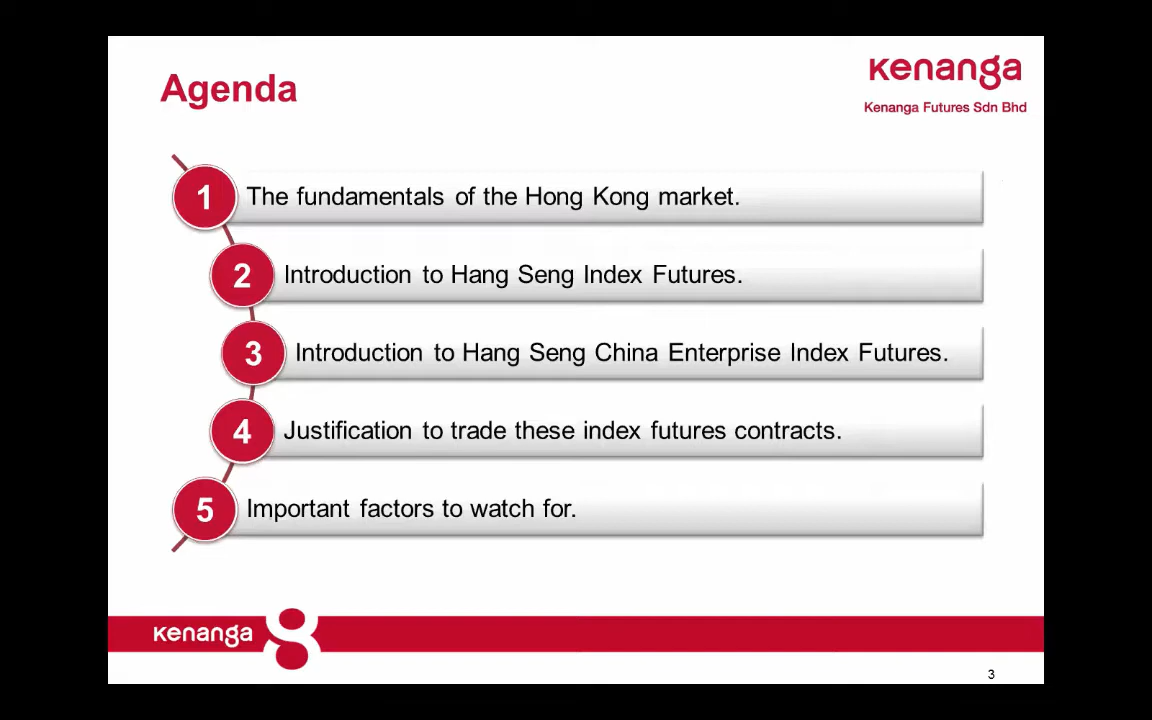 Agenda
Kenanga
Kenanga Futures Sdn Bhd
1 The fundamentals of the Hong Kong market.
2 Introduction to Hang Seng Index Futures.
3 Introduction to Hang Seng China Enterprise Index Futures.
4 Justification to trade these index futures contracts.
5 Important factors to watch for.
Kenanga
3